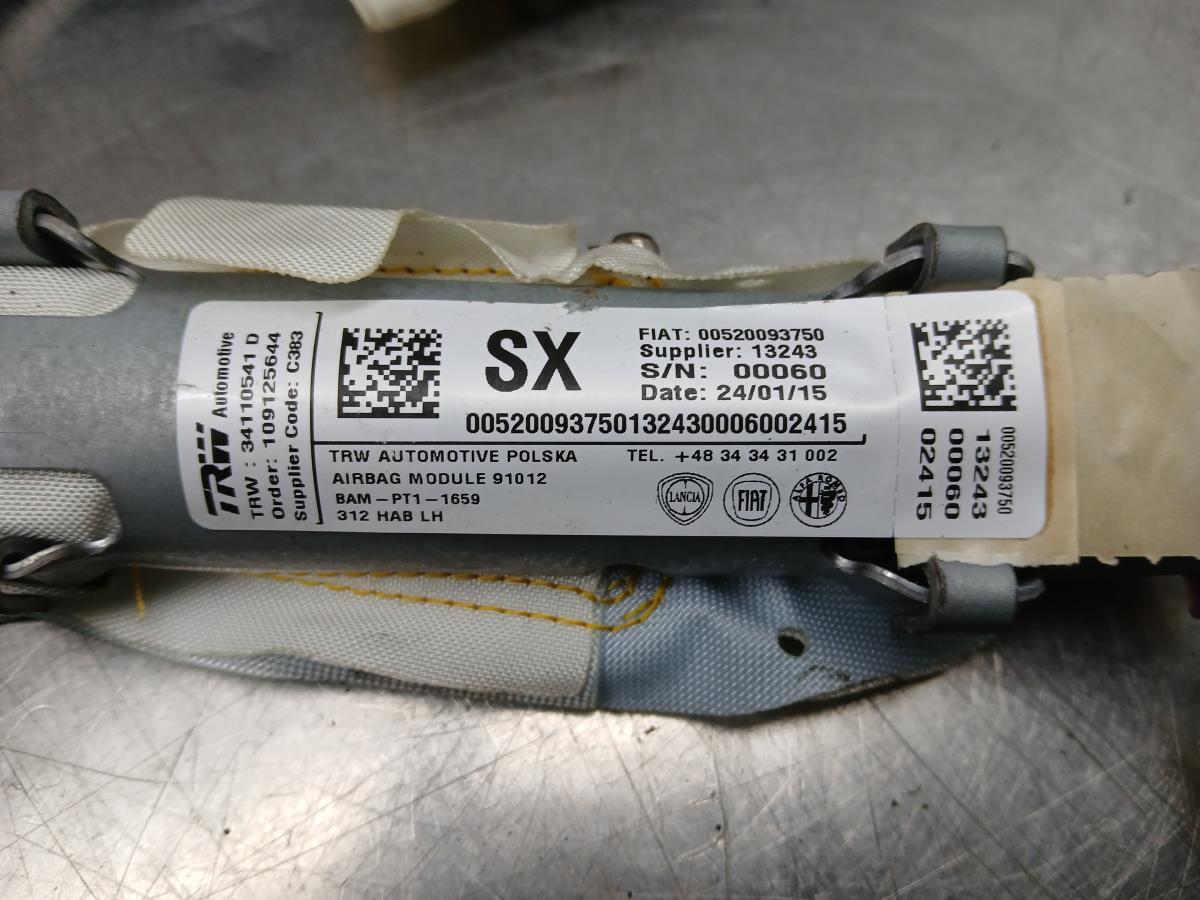 TRW Automotive
TRW : 34110541 D
Order: 109125644
Supplier Code: C383
SX
FIAT: 00520093750
Supplier: 13243
S/N: 00060
Date: 24/01/15
00520093750132430006002415
TRW AUTOMOTIVE POLSKA TEL. +48 34 34 31 002
AIRBAG MODULE 91012
BAM-PT1-1659
312 HAB LH
LANCIA
FIAT
ALFA ROMEO
00520093750
13243
00060
02415